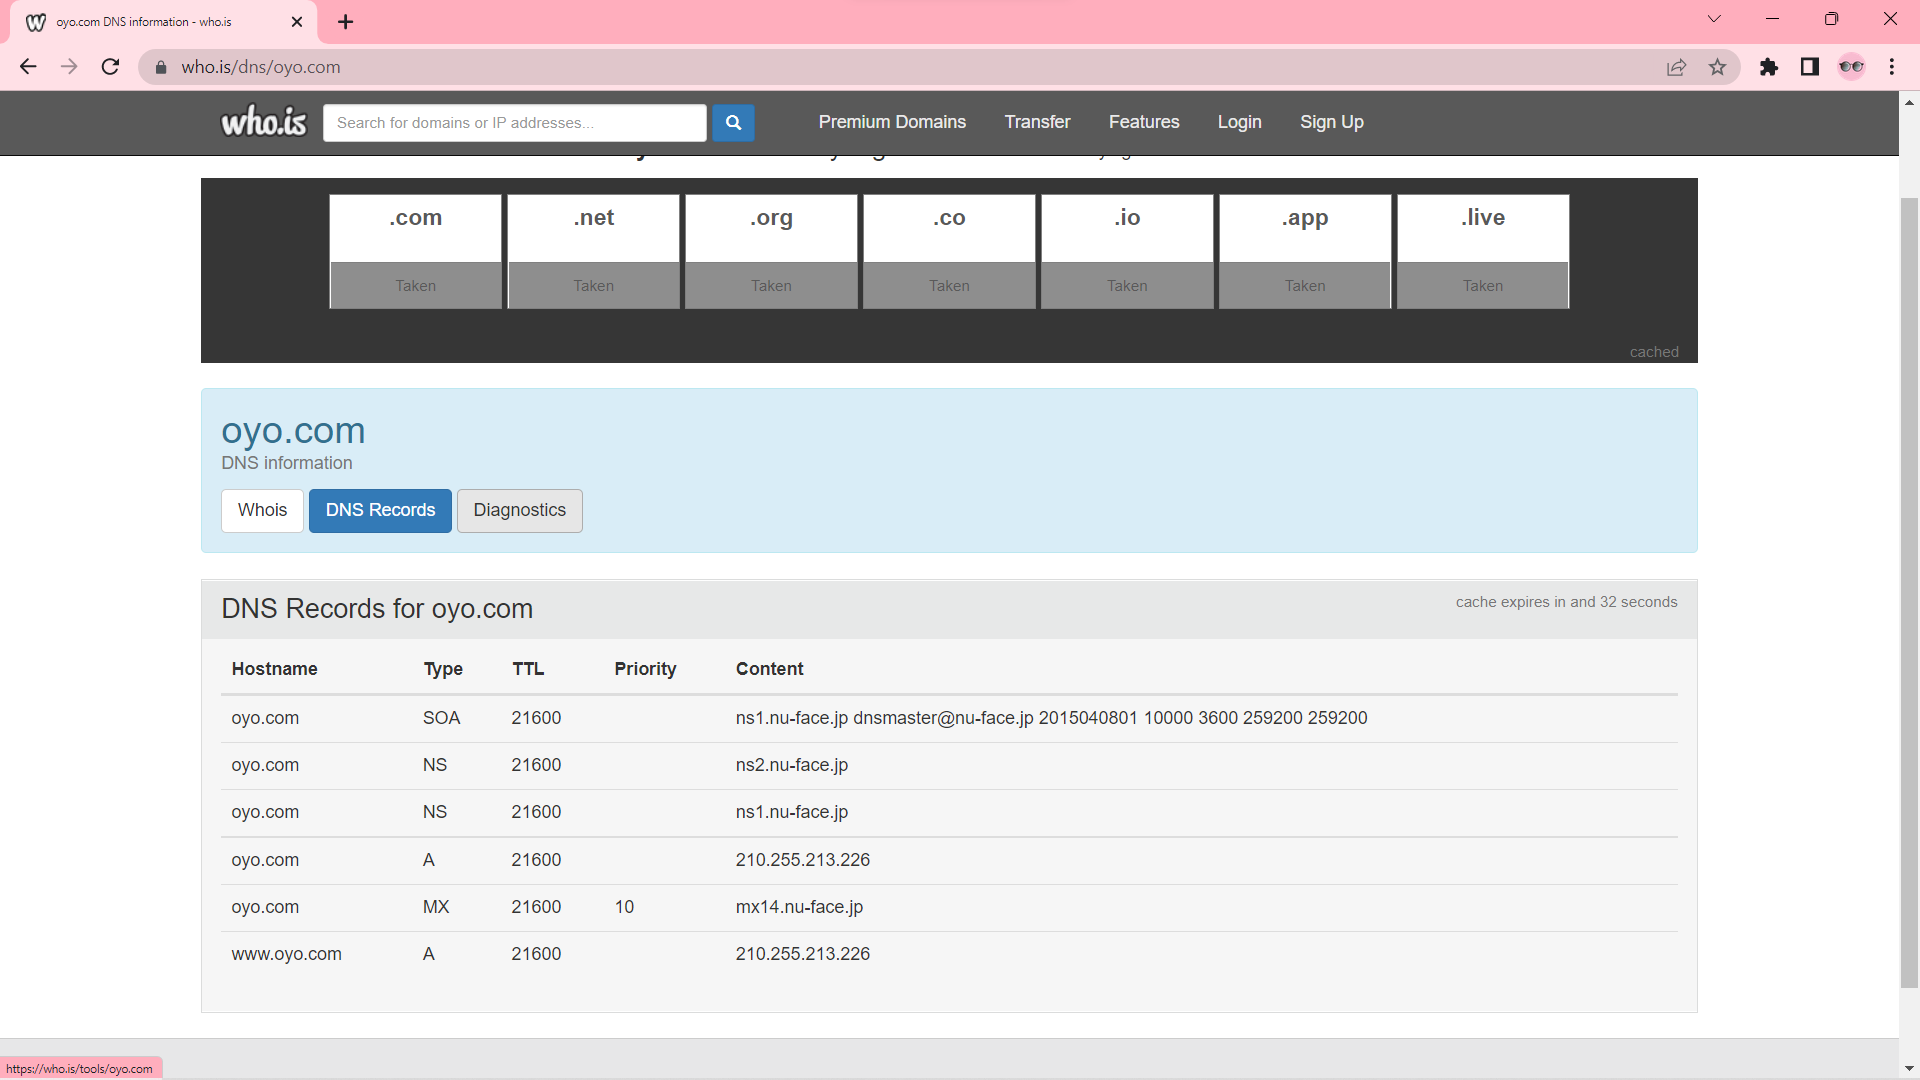 oyo.com DNS information - who.is
who.is/dns/oyo.com
who.is Search for domains or IP addresses... Premium Domains Transfer Features Login Sign Up
.com .net .org .co .io .app .live
Taken Taken Taken Taken Taken Taken Taken
cached
oyo.com
DNS information
Whois DNS Records Diagnostics
DNS Records for oyo.com cache expires in and 32 seconds
Hostname Type TTL Priority Content
oyo.com SOA 21600 ns1.nu-face.jp dnsmaster@nu-face.jp 2015040801 10000 3600 259200 259200
oyo.com NS 21600 ns2.nu-face.jp
oyo.com NS 21600 ns1.nu-face.jp
oyo.com A 21600 210.255.213.226
oyo.com MX 21600 10 mx14.nu-face.jp
www.oyo.com A 21600 210.255.213.226
https://who.is/tools/oyo.com